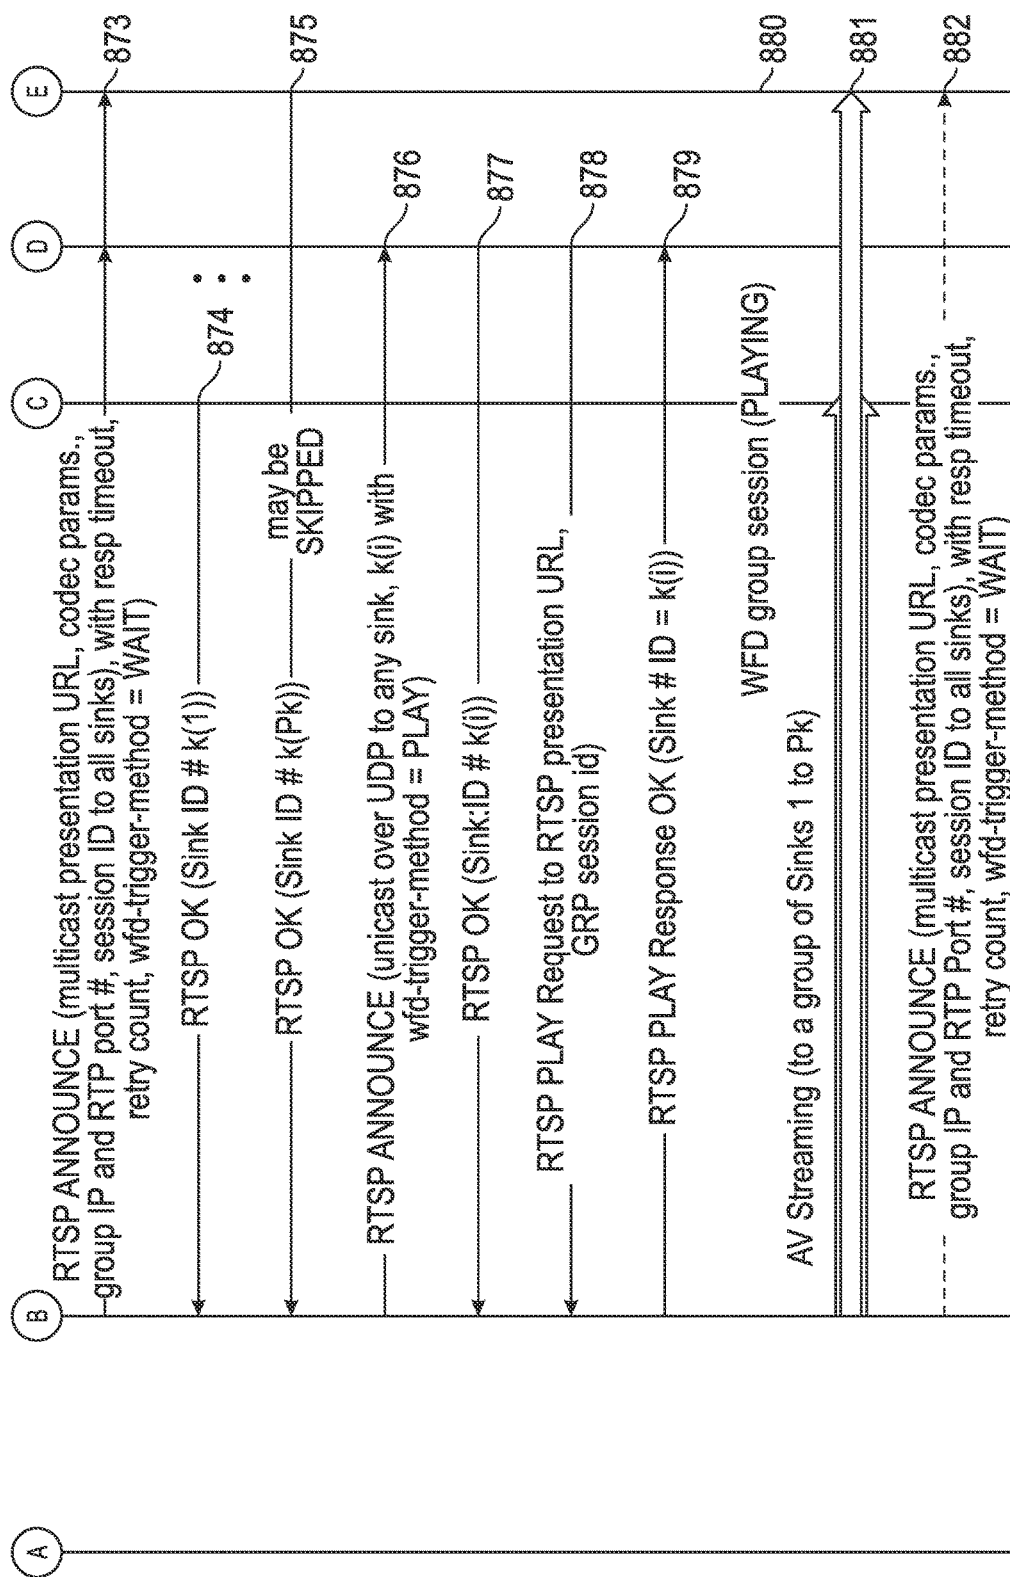 A
B
C
D
E
RTSP ANNOUNCE (multicast presentation URL, codec params.,
group IP and RTP port #, session ID to all sinks), with resp timeout,
retry count, wfd-trigger-method = WAIT)
873
RTSP OK (Sink ID # k(1))
874
RTSP OK (Sink ID # k(Pk))
may be
SKIPPED
875
RTSP ANNOUNCE (unicast over UDP to any sink, k(i) with
wfd-trigger-method = PLAY)
876
RTSP OK (Sink:ID # k(i))
877
RTSP PLAY Request to RTSP presentation URL,
GRP session id)
878
RTSP PLAY Response OK (Sink # ID = k(i))
879
WFD group session (PLAYING)
880
AV Streaming (to a group of Sinks 1 to Pk)
881
RTSP ANNOUNCE (multicast presentation URL, codec params.,
group IP and RTP Port #, session ID to all sinks), with resp timeout,
retry count, wfd-trigger-method = WAIT)
882